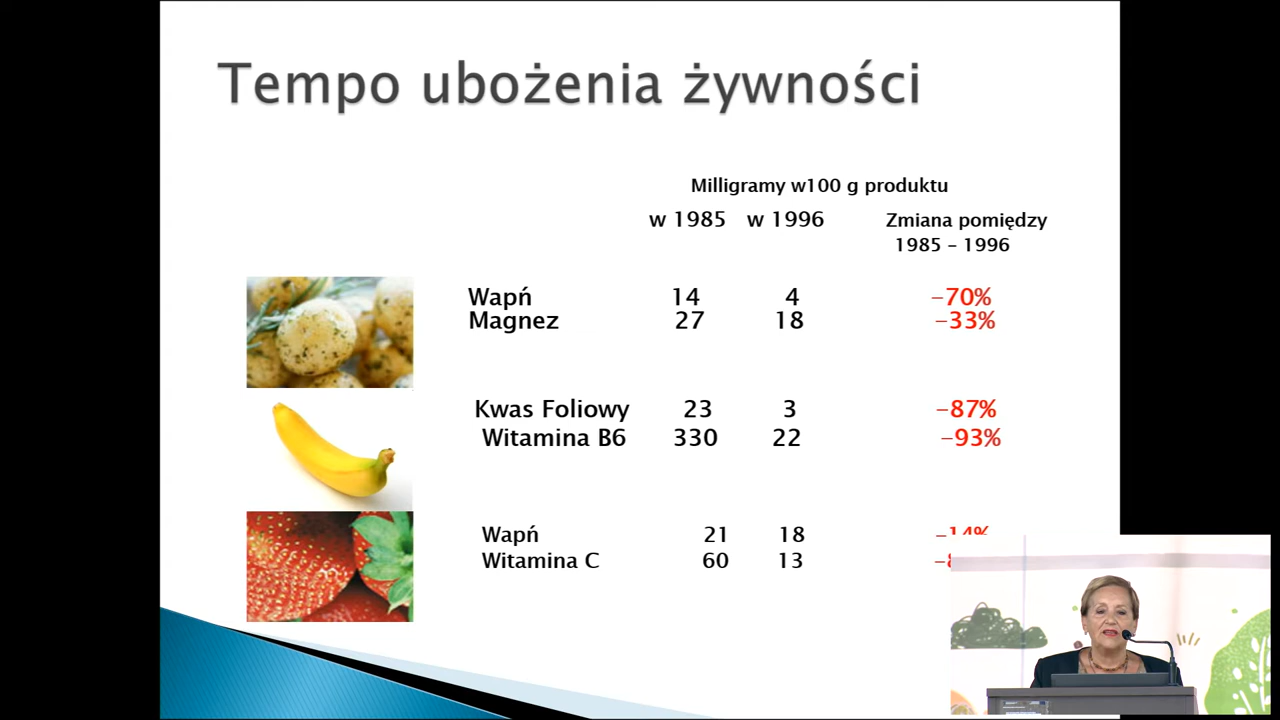 Tempo ubożenia żywności
Milligramy w100 g produktu
w 1985 w 1996 Zmiana pomiędzy
1985 – 1996
Wapń 14 4 –70%
Magnez 27 18 –33%
Kwas Foliowy 23 3 –87%
Witamina B6 330 22 –93%
Wapń 21 18 –14%
Witamina C 60 13